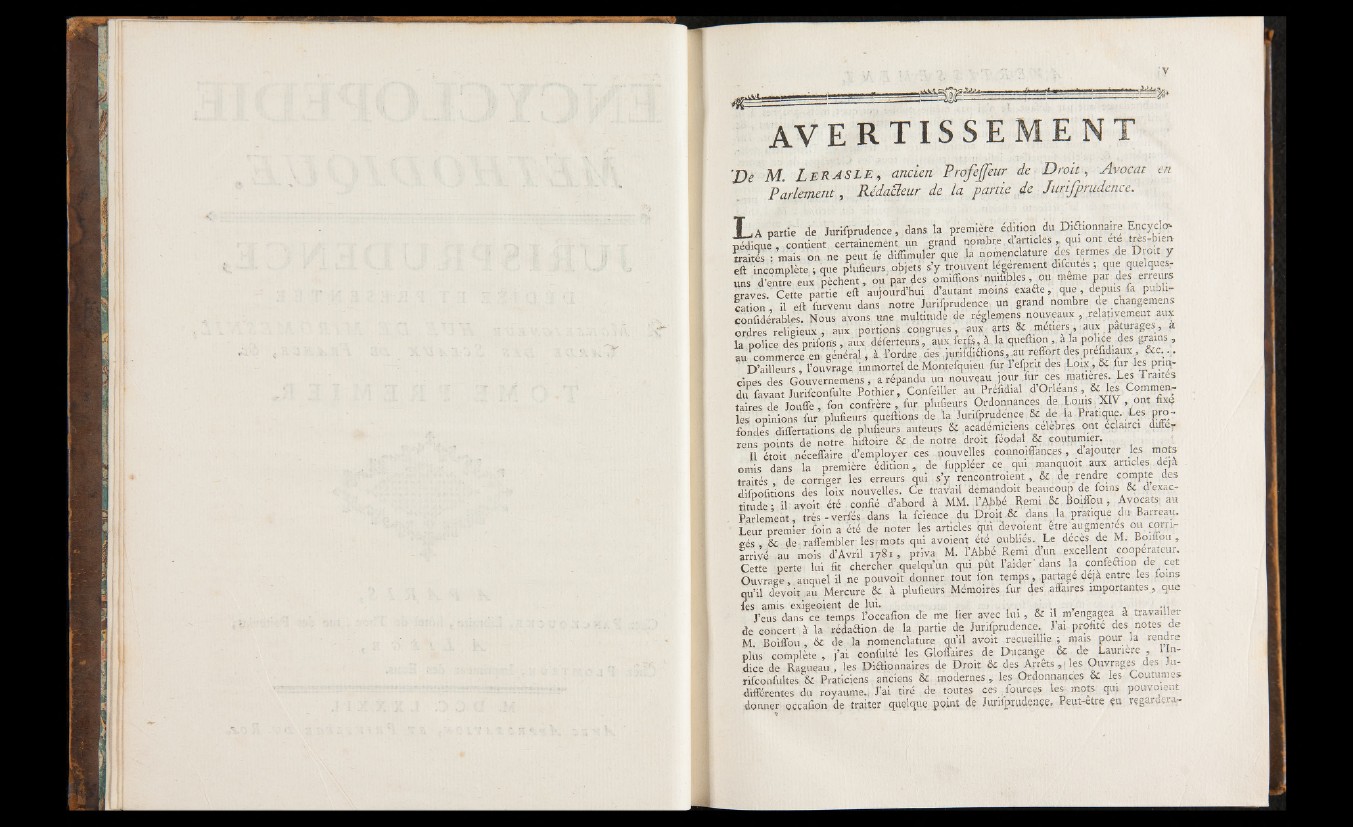 v
AVERTISSEMENT
De M. LERASLE, ancien Profeſſeur de Droit, Avocat en
Parlement, Rédacteur de la partie de Juriſprudence.
LA partie de Juriſprudence, dans la première édition du Dictionnaire Encyclo-
pédique, contient certainement un grand nombre d'articles, qui ont été très-bien
traités : mais on ne peut ſe diſſimuler que la nomenclature des termes de Droit y
eſt incomplète ; que pluſieurs objets s'y trouvent légérement diſcutés ; que quelques-
uns d'entre eux pèchent, ou par des omiſſions nuiſibles, ou même par des erreurs
graves. Cette partie eſt aujourd'hui d'autant moins exacte, que, depuis ſa publi-
cation, il eſt ſurvenu dans notre Juriſprudence un grand nombre de changemens
conſidérables. Nous avons une multitude de réglemens nouveaux, relativement aux
ordres religieux, aux portions congrues, aux arts & métiers, aux pâturages, à
la police des priſons, aux déſerteurs, aux ſerfs, à la queſtion, à la police des grains,
au commerce en général, à l'ordre des juriſdictions, au reſſort des préſidiaux, &c...
D'ailleurs, l'ouvrage immortel de Monteſquieu ſur l'eſprit des Loix, & ſur les prin-
cipes des Gouvernemens, a répandu un nouveau jour ſur ces matières. Les Traités
du ſavant Juriſconſulte Pothier, Conſeiller au Préſidial d'Orléans, & les Commen-
taires de Jouſſe, ſon confrère, ſur pluſieurs Ordonnances de Louis XIV, ont fixé
les opinions ſur pluſieurs queſtions de la Juriſprudence & de la Pratique. Les pro-
fondes diſſertations de pluſieurs auteurs & académiciens célèbres ont éclairci diffé-
rens points de notre hiſtoire & de notre droit féodal & coutumier.
Il étoit néceſſaire d'employer ces nouvelles connoiſſances, d'ajouter les mots
omis dans la première édition, de ſuppléer ce qui manquoit aux articles déjà
traités, de corriger les erreurs qui s'y rencontroient, & de rendre compte des
diſpoſitions des loix nouvelles. Ce travail demandoit beaucoup de ſoins & d'exac-
titude ; il avoit été confié d'abord à MM. l'Abbé Remi & Boiſſou, Avocats au
Parlement, très-verſés dans la ſcience du Droit & dans la pratique du Barreau.
Leur premier ſoin a été de noter les articles qui devoient être augmentés ou corri-
gés, & de raſſembler les mots qui avoient été oubliés. Le décès de M. Boiſſou,
arrivé au mois d'Avril 1781, priva M. l'Abbé Remi d'un excellent coopérateur.
Cette perte lui fit chercher quelqu'un qui pût l'aider dans la confection de cet
Ouvrage, auquel il ne pouvoit donner tout ſon temps, partagé déjà entre les ſoins
qu'il devoit au Mercure & à pluſieurs Mémoires ſur des affaires importantes, que
ſes amis exigeoient de lui.
J'eus dans ce temps l'occaſion de me lier avec lui, & il m'engagea à travailler
de concert à la rédaction de la partie de Juriſprudence. J'ai profité des notes de
M. Boiſſou, & de la nomenclature qu'il avoit recueillie ; mais pour la rendre
plus complète, j'ai conſulté les Gloſſaires de Ducange & de Laurière, l'In-
dice de Ragueau, les Dictionnaires de Droit & des Arrêts, les Ouvrages des Ju-
riſconſultes & Praticiens anciens & modernes, les Ordonnances & les Coutumes
différentes du royaume. J'ai tiré de toutes ces ſources les mots qui pouvoient
donner occaſion de traiter quelque point de Juriſprudence. Peut-être en regardera-